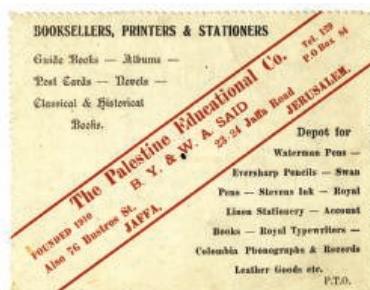 BOOKSELLERS, PRINTERS & STATIONERS
Guide Books — Albums —
Post Cards — Novels —
Classical & Historical
Books.
The Palestine Educational Co.
B. Y. & W. A. SAID
Tel. 129
P.O Box 84
23-24 Jaffa Road
JERUSALEM.
FOUNDED 1910
Also 76 Bustros St.
JAFFA.
Depot for
Waterman Pens —
Eversharp Pencils — Swan
Pens — Stevens Ink — Royal
Linen Stationery — Account
Books — Royal Typewriters —
Columbia Phonographs & Records
Leather Goods etc.
P.T.O.